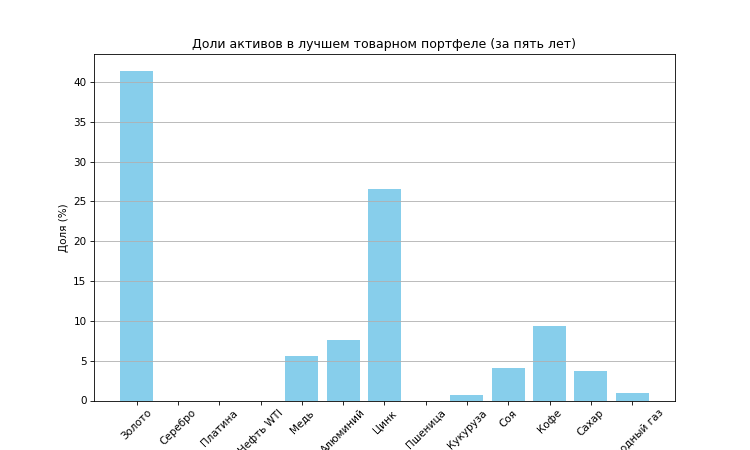 Доли активов в лучшем товарном портфеле (за пять лет)
Доля (%)
40
35
30
25
20
15
10
5
0
Золото
Серебро
Платина
Нефть WTI
Медь
Алюминий
Цинк
Пшеница
Кукуруза
Соя
Кофе
Сахар
газ